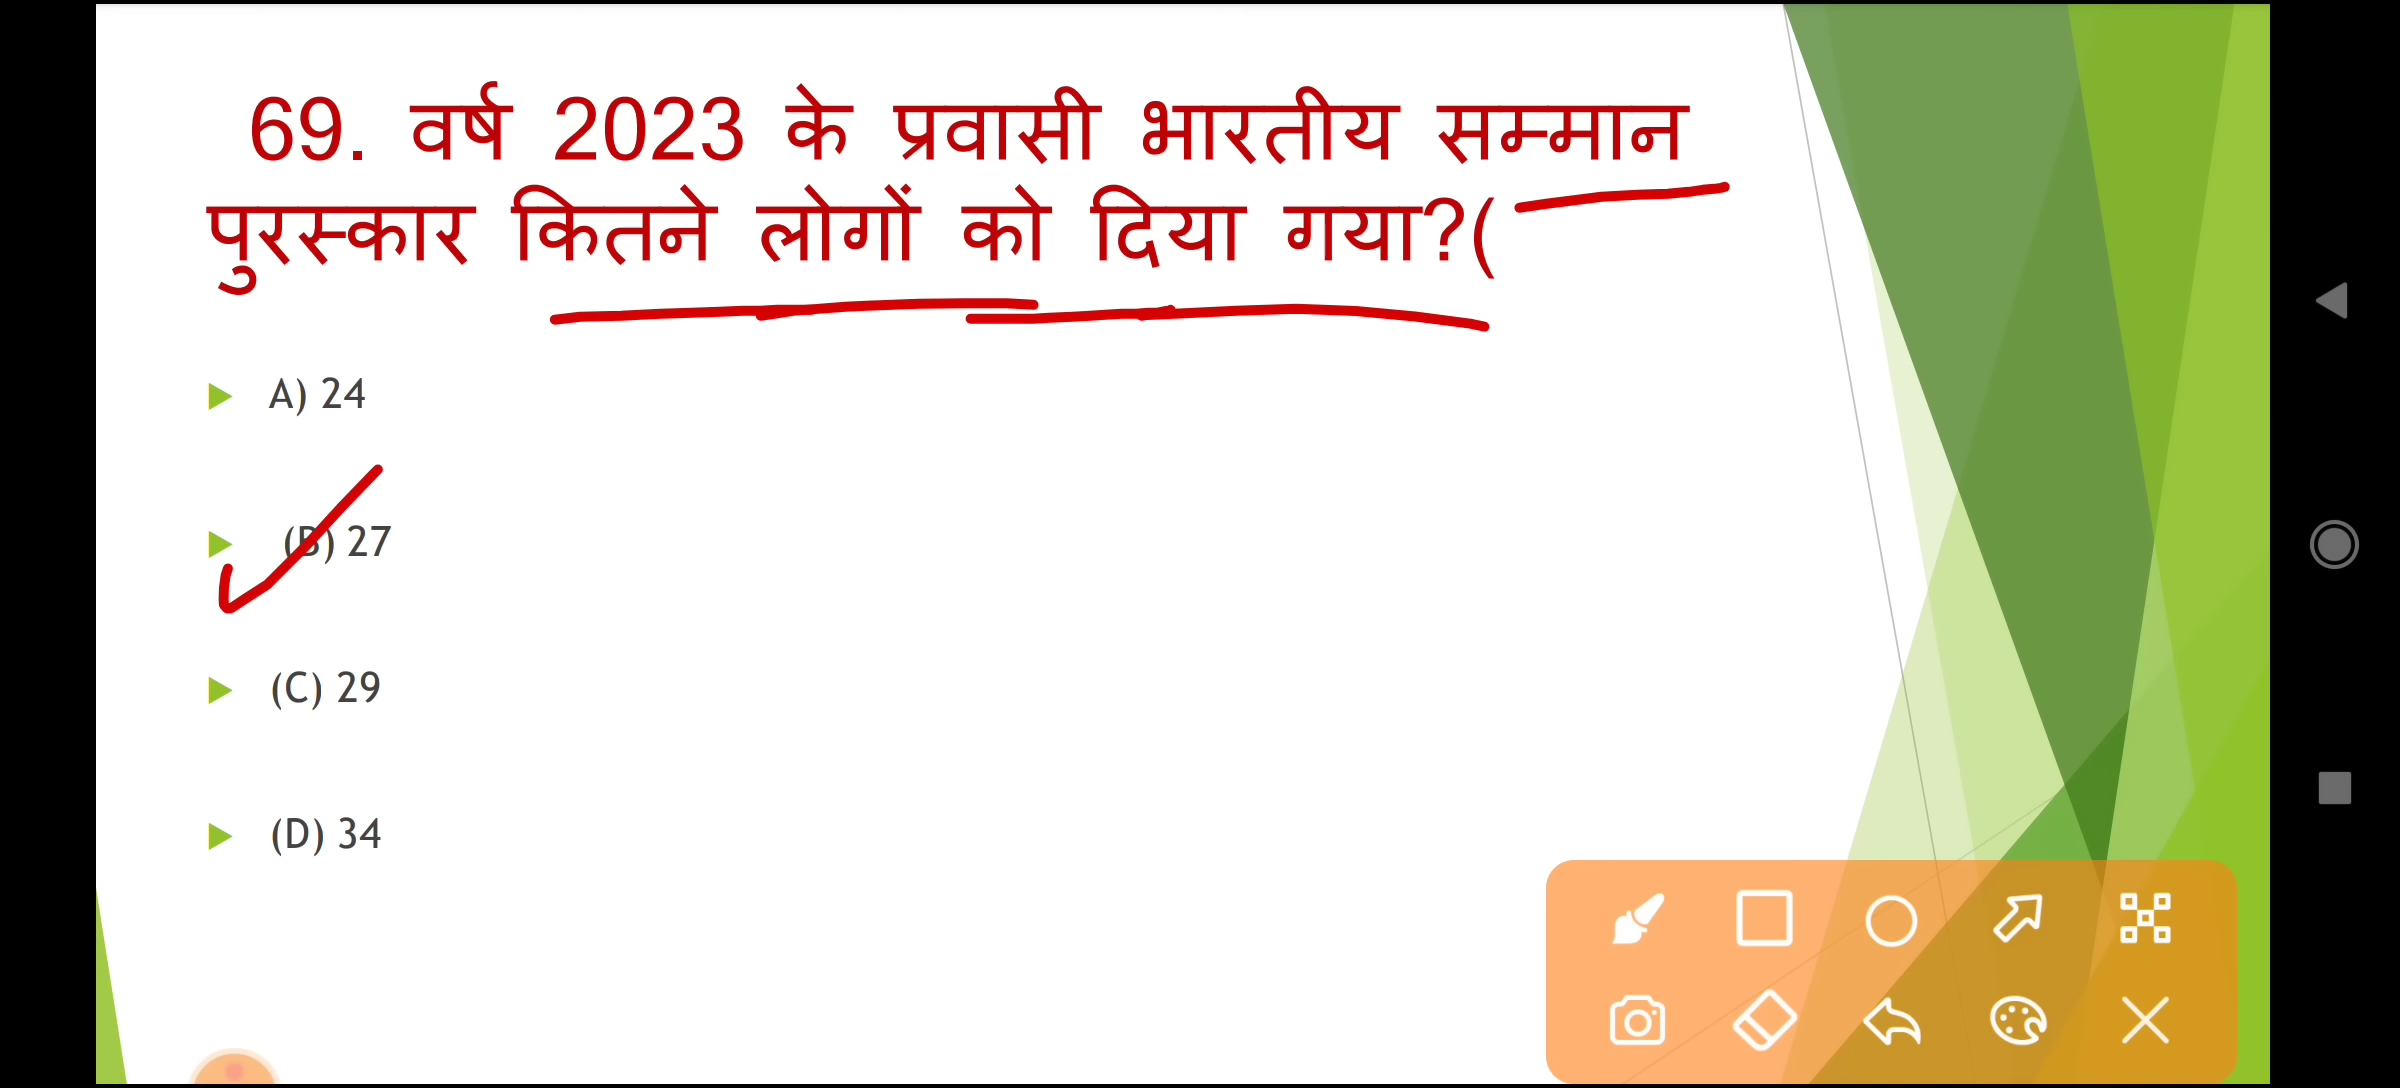 69. वर्ष 2023 के प्रवासी भारतीय सम्मान
पुरस्कार कितने लोगों को दिया गया?(
A) 24
(B) 27
(C) 29
(D) 34